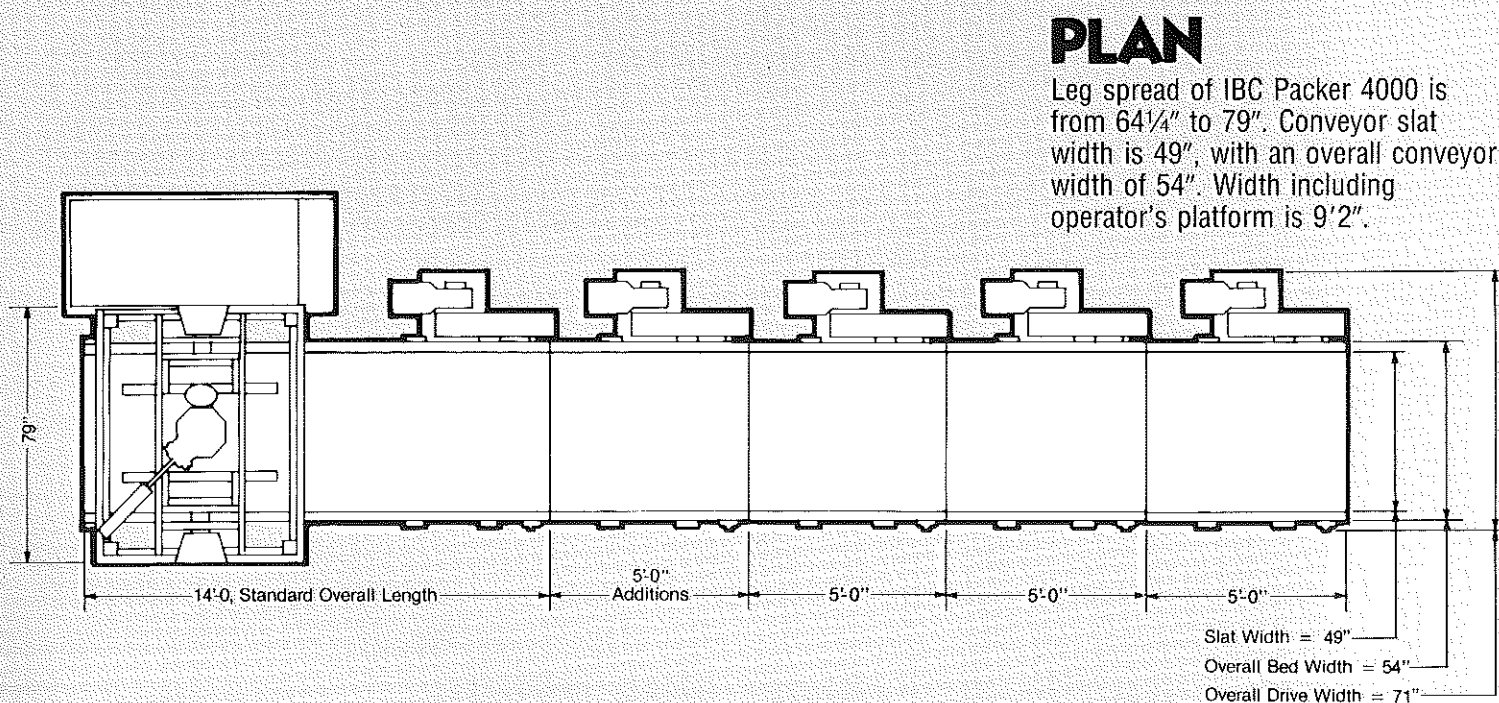 PLAN
Leg spread of IBC Packer 4000 is
from 64¼" to 79". Conveyor slat
width is 49", with an overall conveyor
width of 54". Width including
operator's platform is 9'2".
79"
14'-0, Standard Overall Length
5'-0"
Additions
5'-0"
5'-0"
5'-0"
Slat Width = 49"
Overall Bed Width = 54"
Overall Drive Width = 71"